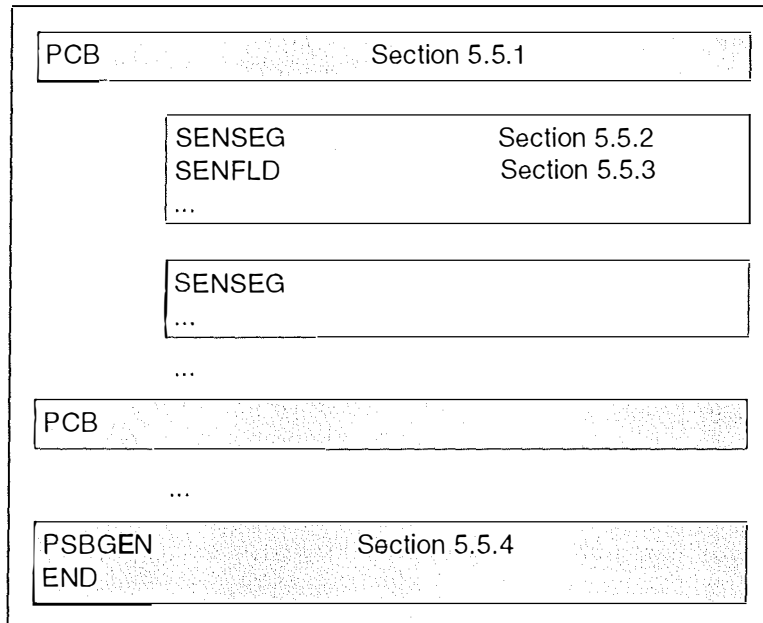 PCB Section 5.5.1
SENSEG Section 5.5.2
SENFLD Section 5.5.3
...
SENSEG
...
...
PCB
...
PSBGEN Section 5.5.4
END